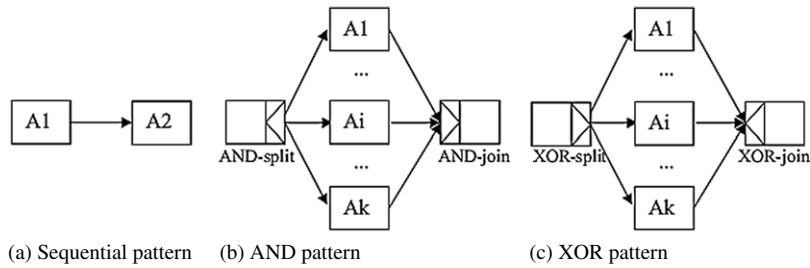 A1
A1
...
...
A1
A2
Ai
Ai
AND-split
AND-join
XOR-split
XOR-join
...
...
Ak
Ak
(a) Sequential pattern
(b) AND pattern
(c) XOR pattern